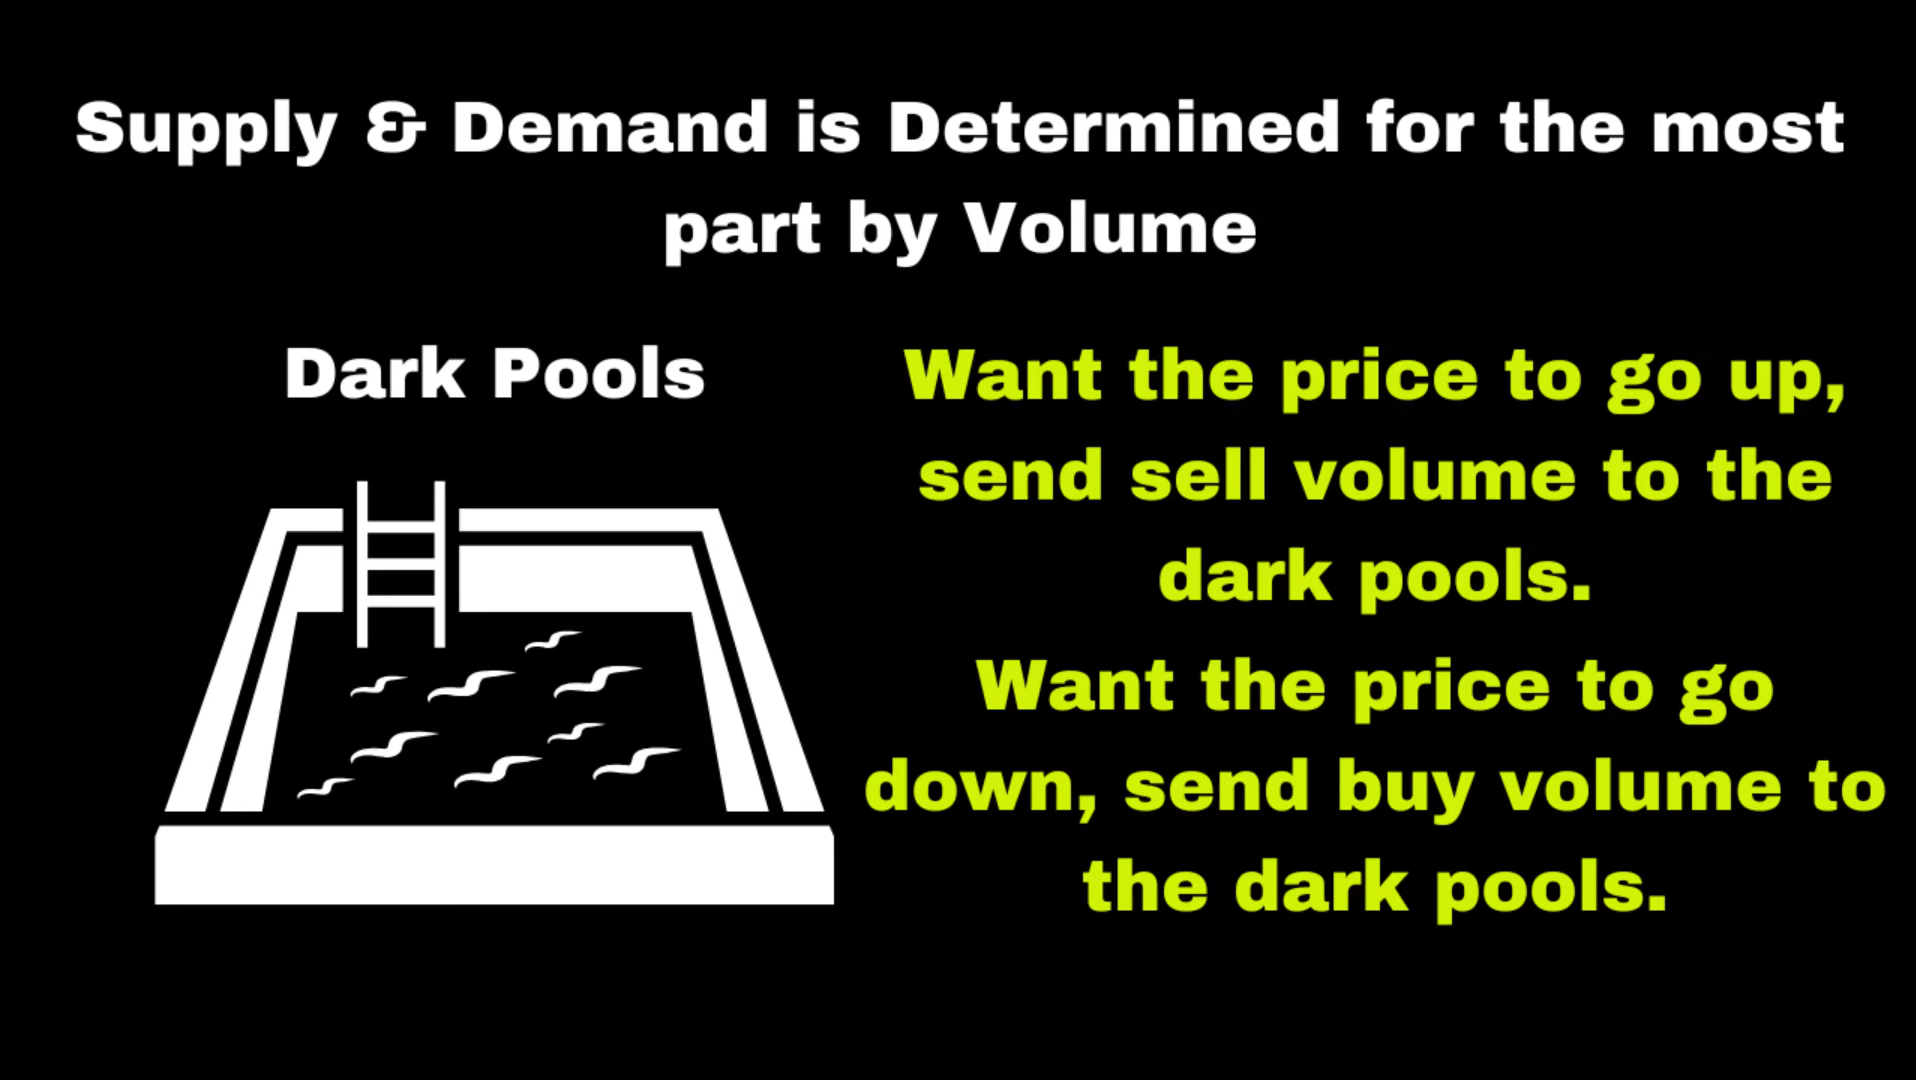 Supply & Demand is Determined for the most
part by Volume
Dark Pools
Want the price to go up,
send sell volume to the
dark pools.
Want the price to go
down, send buy volume to
the dark pools.